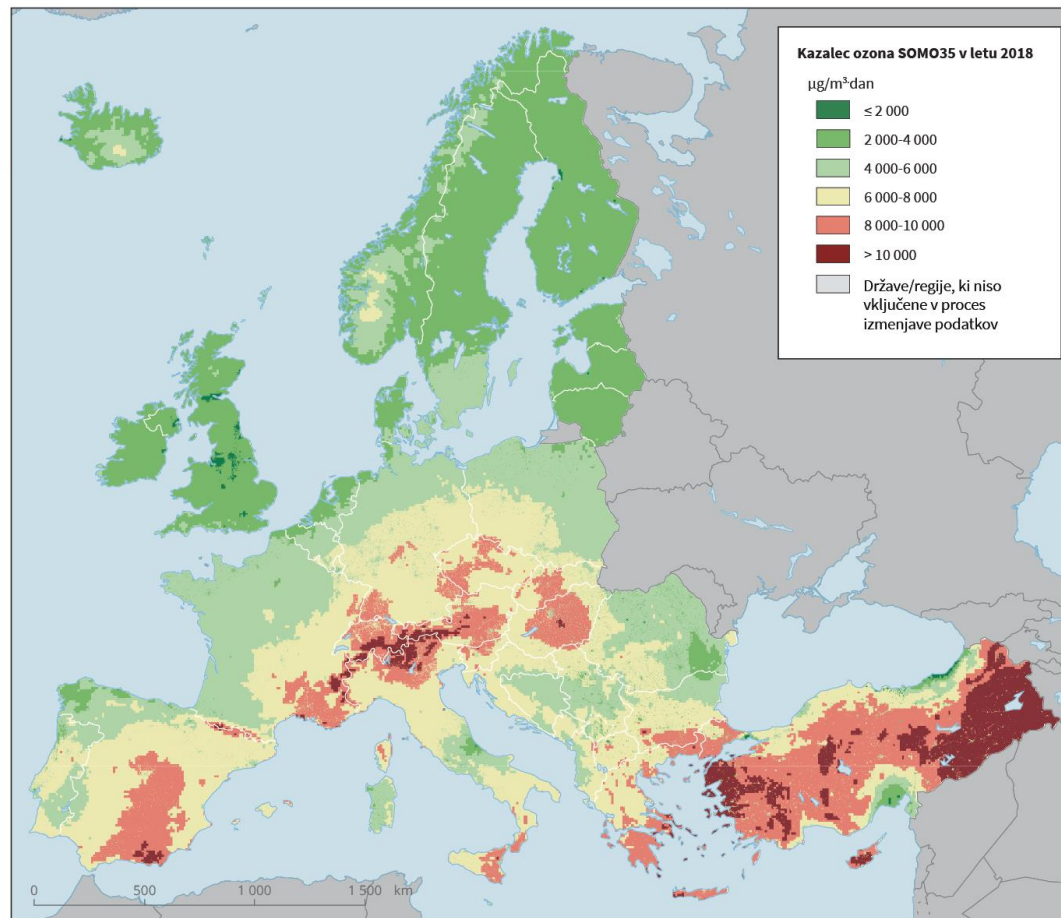 Kazalec ozona SOMO35 v letu 2018
µg/m³·dan
≤ 2 000
2 000-4 000
4 000-6 000
6 000-8 000
8 000-10 000
> 10 000
Države/regije, ki niso
vključene v proces
izmenjave podatkov
0 500 1 000 1 500 km